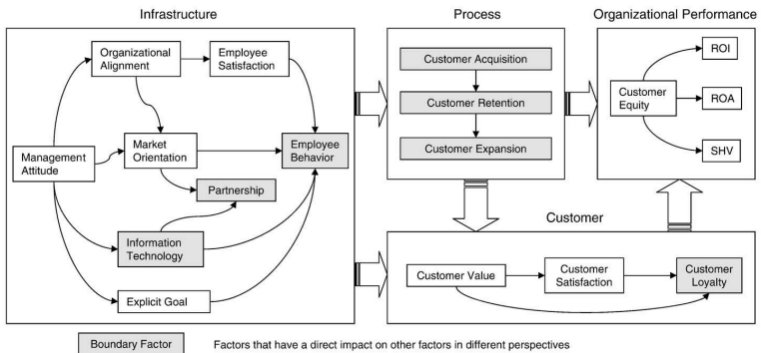 Infrastructure
Process
Organizational Performance
Organizational
Alignment
Employee
Satisfaction
Management
Attitude
Market
Orientation
Employee
Behavior
Partnership
Information
Technology
Explicit Goal
Customer Acquisition
Customer Retention
Customer Expansion
Customer
Equity
ROI
ROA
SHV
Customer
Customer Value
Customer
Satisfaction
Customer
Loyalty
Boundary Factor
Factors that have a direct impact on other factors in different perspectives